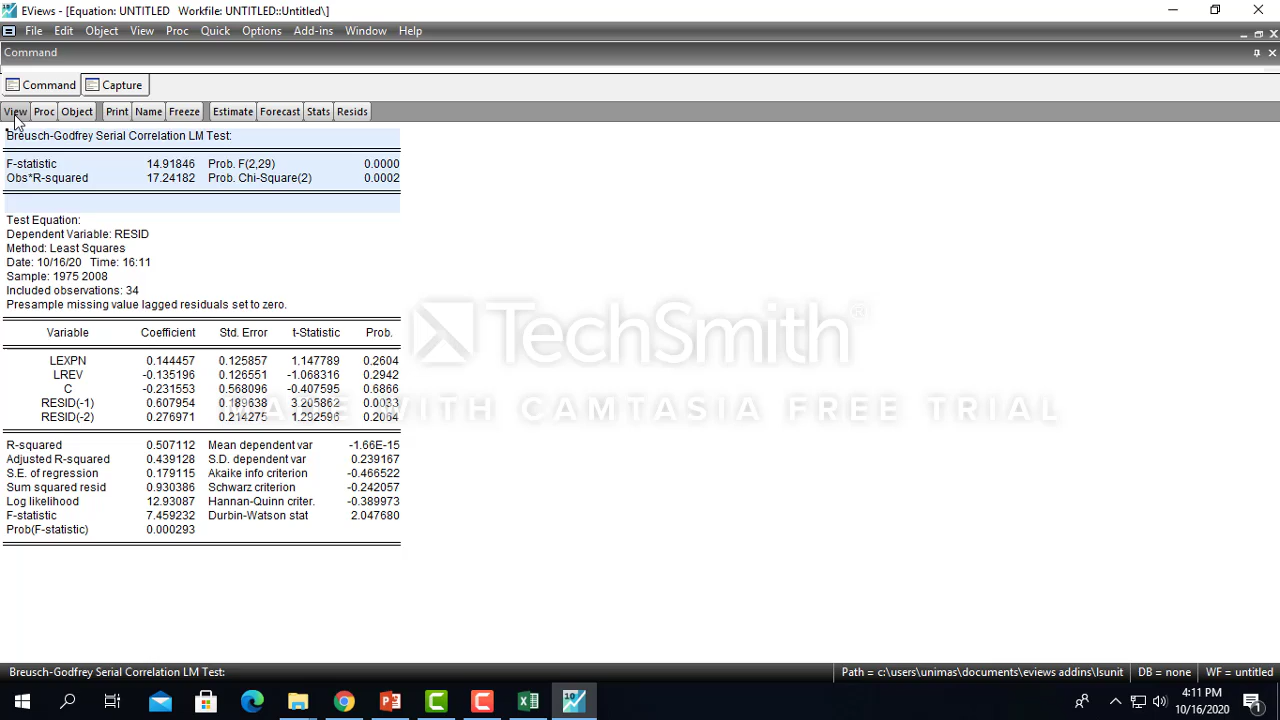 EViews - [Equation: UNTITLED   Workfile: UNTITLED::Untitled\]
File Edit Object View Proc Quick Options Add-ins Window Help
Command
Command Capture
View Proc Object Print Name Freeze Estimate Forecast Stats Resids
Breusch-Godfrey Serial Correlation LM Test:
F-statistic 14.91846 Prob. F(2,29) 0.0000
Obs*R-squared 17.24182 Prob. Chi-Square(2) 0.0002
Test Equation:
Dependent Variable: RESID
Method: Least Squares
Date: 10/16/20   Time: 16:11
Sample: 1975 2008
Included observations: 34
Presample missing value lagged residuals set to zero.
Variable Coefficient Std. Error t-Statistic Prob.
LEXPN 0.144457 0.125857 1.147789 0.2604
LREV -0.135196 0.126551 -1.068316 0.2942
C -0.231553 0.568096 -0.407595 0.6866
RESID(-1) 0.607954 0.189638 3.205862 0.0033
RESID(-2) 0.276971 0.214275 1.292596 0.2064
R-squared 0.507112 Mean dependent var -1.66E-15
Adjusted R-squared 0.439128 S.D. dependent var 0.239167
S.E. of regression 0.179115 Akaike info criterion -0.466522
Sum squared resid 0.930386 Schwarz criterion -0.242057
Log likelihood 12.93087 Hannan-Quinn criter. -0.389973
F-statistic 7.459232 Durbin-Watson stat 2.047680
Prob(F-statistic) 0.000293
TechSmith®
MADE WITH CAMTASIA FREE TRIAL
Breusch-Godfrey Serial Correlation LM Test: Path = c:\users\unimas\documents\eviews addins\lsunit DB = none WF = untitled
10
4:11 PM
10/16/2020
1